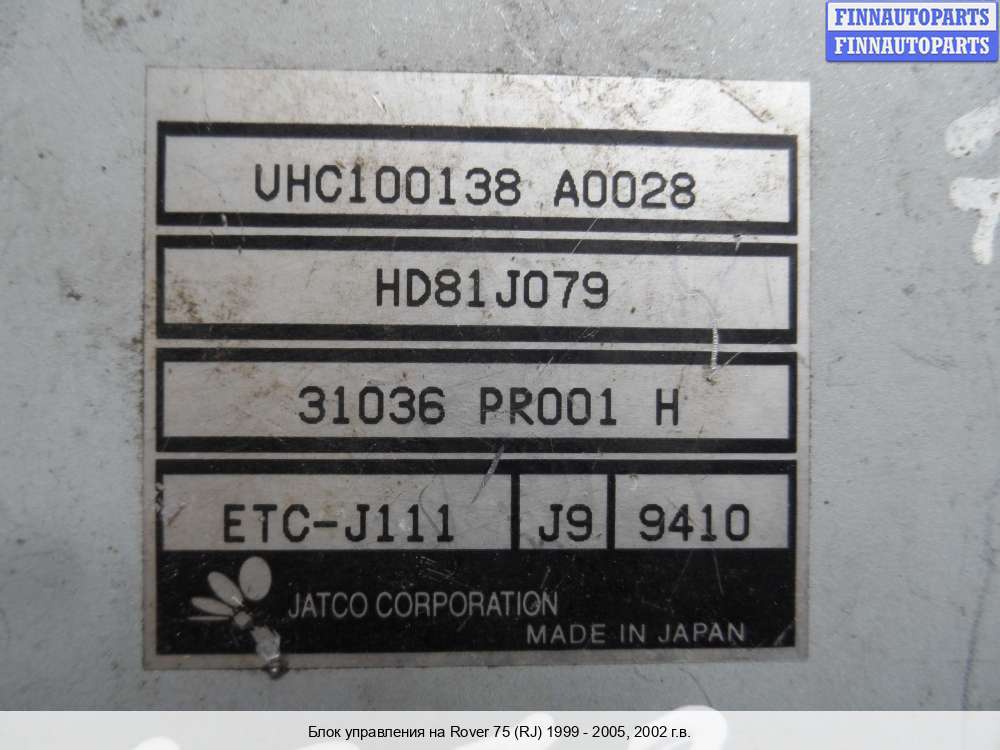 FINNAUTOPARTS
FINNAUTOPARTS
VHC100138 A0028
HD81J079
31036 PR001 H
ETC-J111 J9 9410
JATCO CORPORATION
MADE IN JAPAN
Блок управления на Rover 75 (RJ) 1999 - 2005, 2002 г.в.